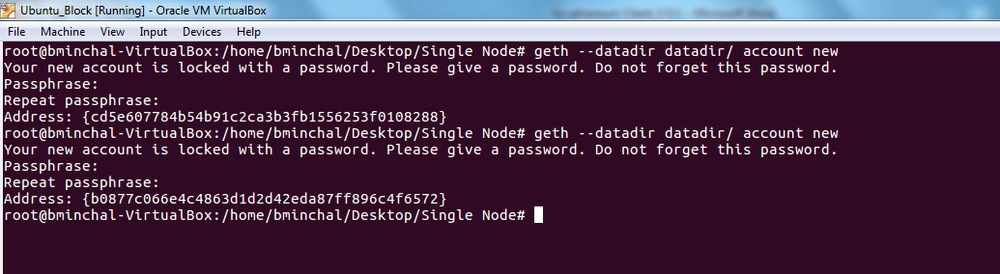 Ubuntu_Block [Running] - Oracle VM VirtualBox
File Machine View Input Devices Help
root@bminchal-VirtualBox:/home/bminchal/Desktop/Single Node# geth --datadir datadir/ account new
Your new account is locked with a password. Please give a password. Do not forget this password.
Passphrase:
Repeat passphrase:
Address: {cd5e607784b54b91c2ca3b3fb1556253f0108288}
root@bminchal-VirtualBox:/home/bminchal/Desktop/Single Node# geth --datadir datadir/ account new
Your new account is locked with a password. Please give a password. Do not forget this password.
Passphrase:
Repeat passphrase:
Address: {b0877c066e4c4863d1d2d42eda87ff896c4f6572}
root@bminchal-VirtualBox:/home/bminchal/Desktop/Single Node#